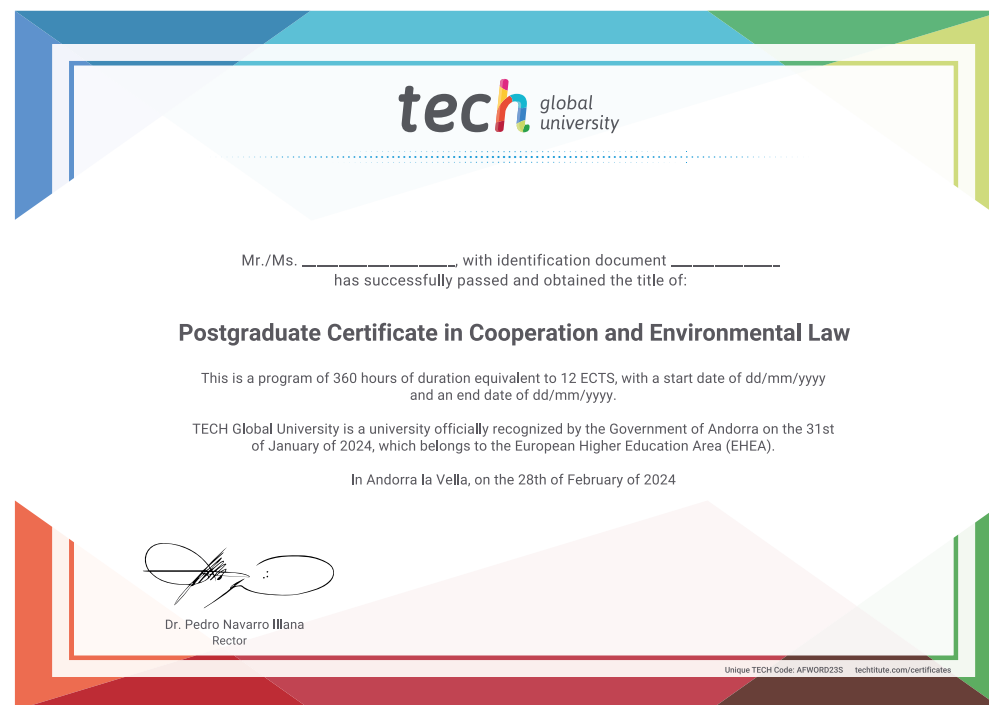 tech global
university
Mr./Ms. ____________________, with identification document ______________
has successfully passed and obtained the title of:
Postgraduate Certificate in Cooperation and Environmental Law
This is a program of 360 hours of duration equivalent to 12 ECTS, with a start date of dd/mm/yyyy
and an end date of dd/mm/yyyy.
TECH Global University is a university officially recognized by the Government of Andorra on the 31st
of January of 2024, which belongs to the European Higher Education Area (EHEA).
In Andorra la Vella, on the 28th of February of 2024
Dr. Pedro Navarro Illana
Rector
Unique TECH Code: AFWORD23S techtitute.com/certificates